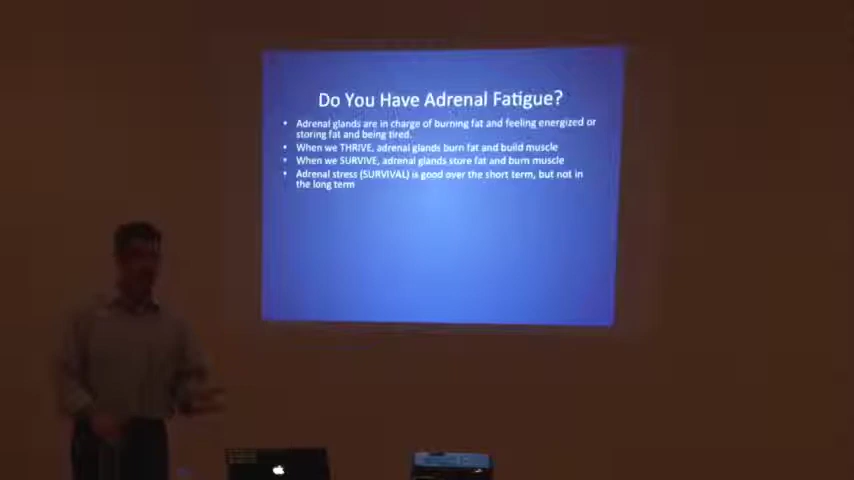 Do You Have Adrenal Fatigue?
• Adrenal glands are in charge of burning fat and feeling energized or
storing fat and being tired.
• When we THRIVE, adrenal glands burn fat and build muscle
• When we SURVIVE, adrenal glands store fat and burn muscle
• Adrenal stress (SURVIVAL) is good over the short term, but not in
the long term